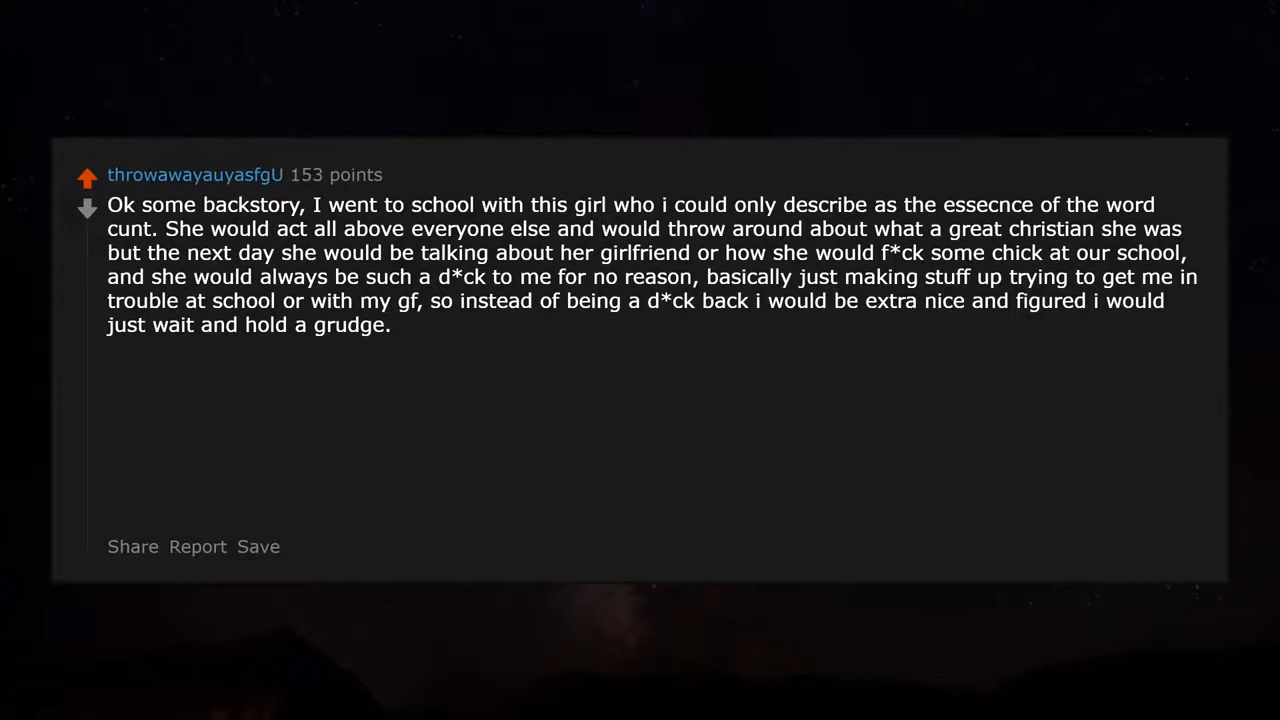 throwawayauyasfgU 153 points
Ok some backstory, I went to school with this girl who i could only describe as the essecnce of the word
cunt. She would act all above everyone else and would throw around about what a great christian she was
but the next day she would be talking about her girlfriend or how she would f*ck some chick at our school,
and she would always be such a d*ck to me for no reason, basically just making stuff up trying to get me in
trouble at school or with my gf, so instead of being a d*ck back i would be extra nice and figured i would
just wait and hold a grudge.
Share Report Save